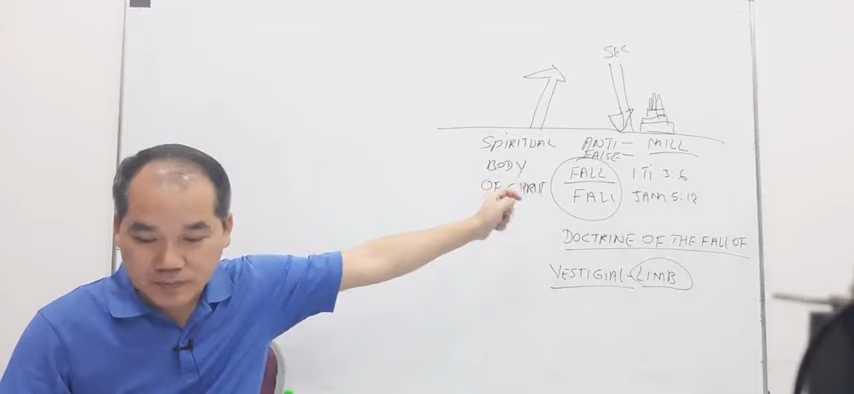 SEC
SPIRITUAL ANTI- MILL
BODY FALSE-
OF FALL 1 TI 3:6
FALL JAM 5:12
DOCTRINE OF THE FALL OF
VESTIGIAL-LIMB